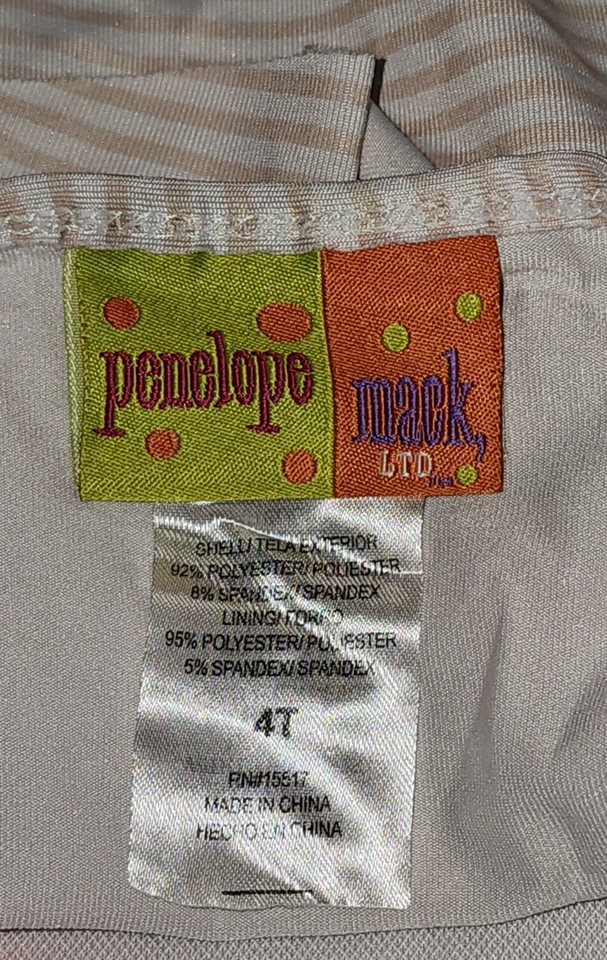 penelope
mack,
LTD
SHELL/ TELA EXTERIOR
92% POLYESTER/ POLIESTER
8% SPANDEX/ SPANDEX
LINING/ FORRO
95% POLYESTER/ POLIESTER
5% SPANDEX/ SPANDEX
4T
RN#15817
MADE IN CHINA
HECHO EN CHINA